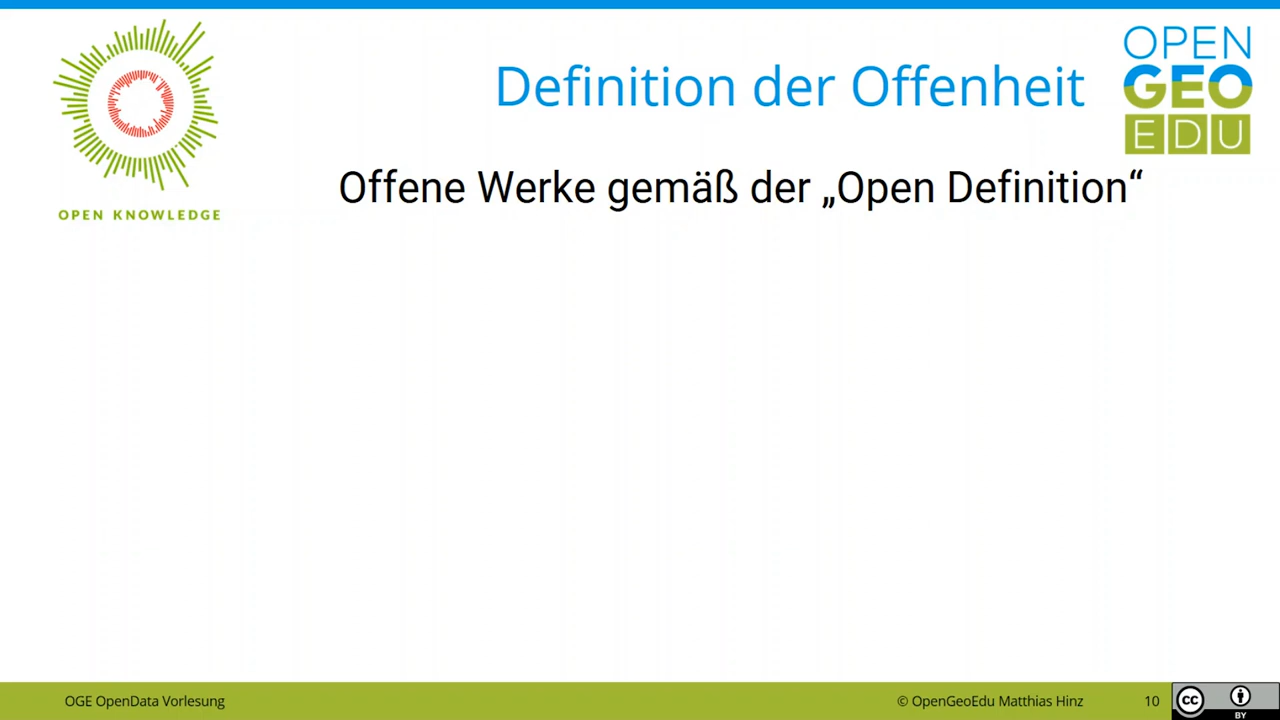 OPEN
GEO
EDU
Definition der Offenheit
OPEN KNOWLEDGE
Offene Werke gemäß der „Open Definition“
OGE OpenData Vorlesung
© OpenGeoEdu Matthias Hinz
10
cc
BY